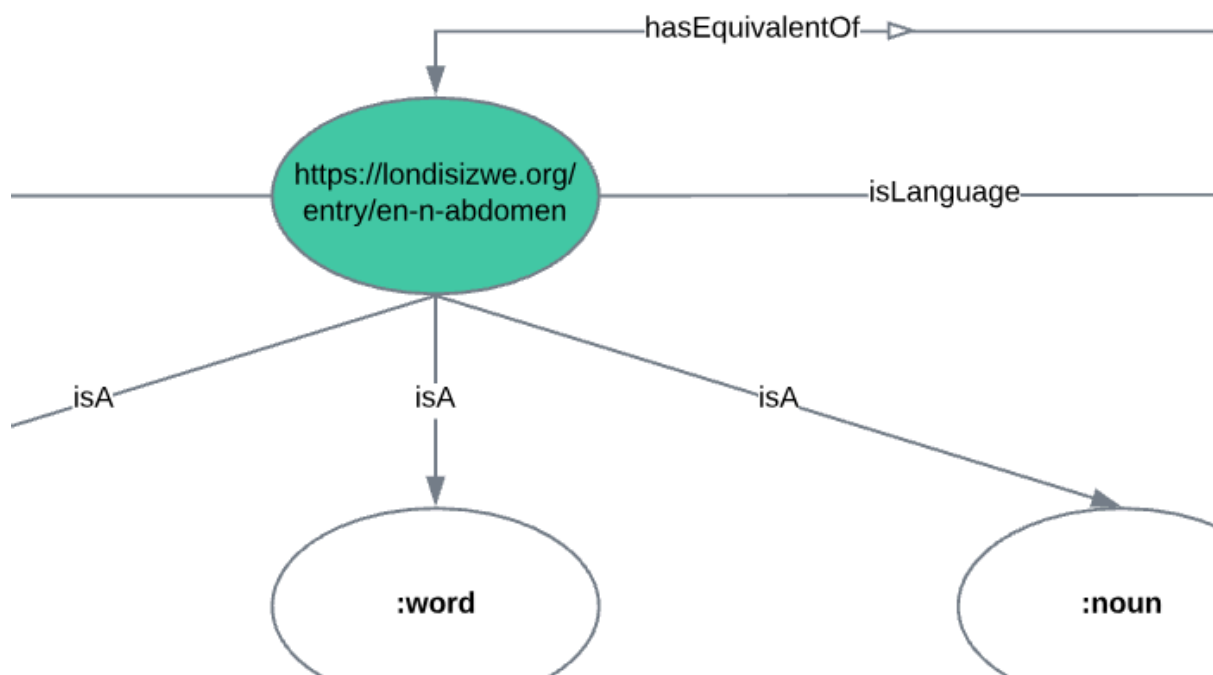 hasEquivalentOf
https://londisizwe.org/
entry/en-n-abdomen
isLanguage
isA
isA
isA
:word
:noun